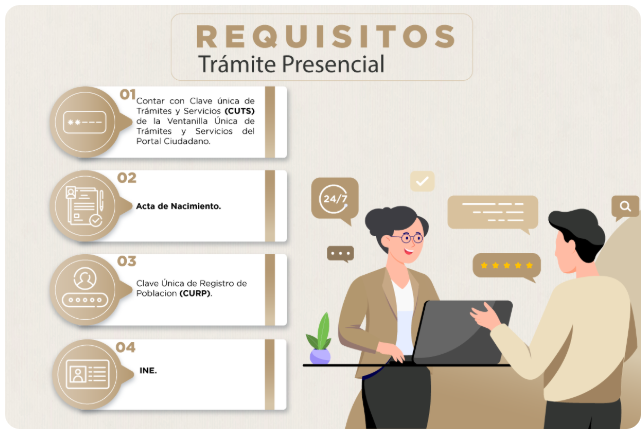 REQUISITOS
Trámite Presencial
01
Contar con Clave única de
Trámites y Servicios (CUTS)
de la Ventanilla Única de
Trámites y Servicios del
Portal Ciudadano.
02
Acta de Nacimiento.
03
Clave Única de Registro de
Poblacion (CURP).
04
INE.
24/7